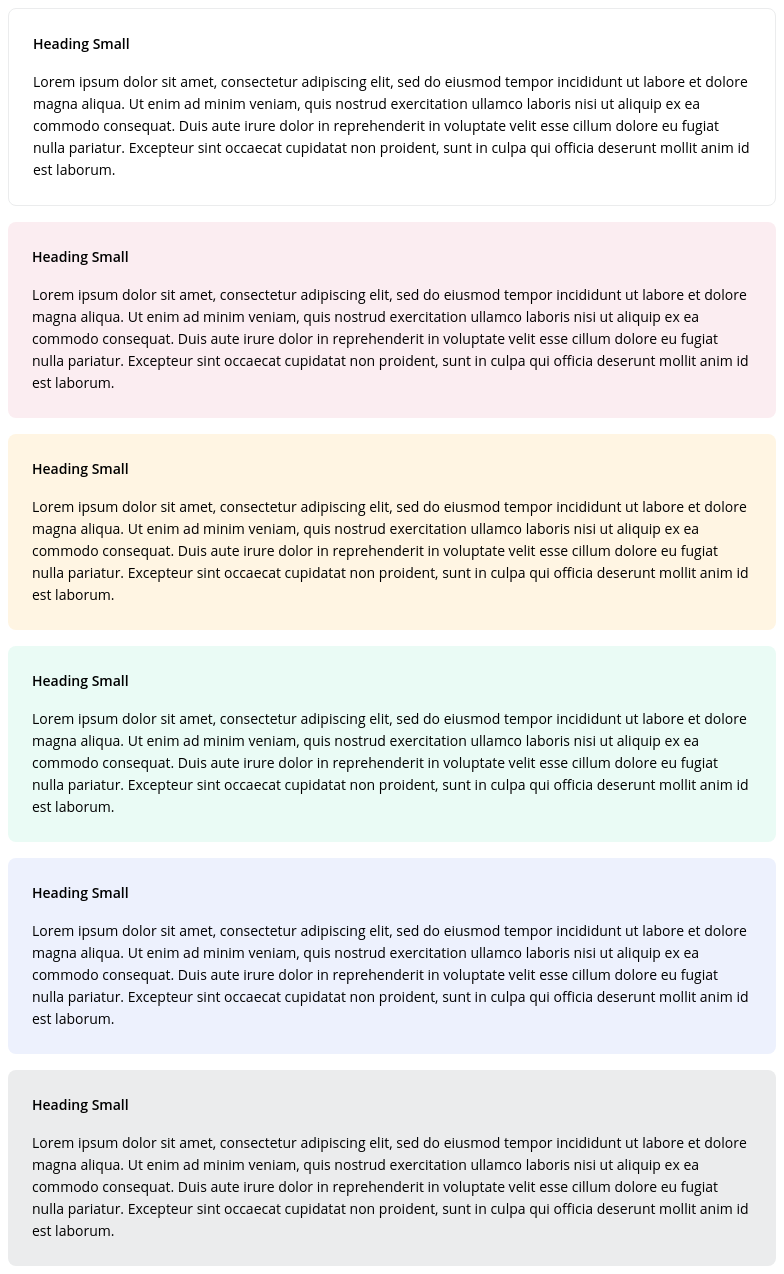 Heading Small
Lorem ipsum dolor sit amet, consectetur adipiscing elit, sed do eiusmod tempor incididunt ut labore et dolore
magna aliqua. Ut enim ad minim veniam, quis nostrud exercitation ullamco laboris nisi ut aliquip ex ea
commodo consequat. Duis aute irure dolor in reprehenderit in voluptate velit esse cillum dolore eu fugiat
nulla pariatur. Excepteur sint occaecat cupidatat non proident, sunt in culpa qui officia deserunt mollit anim id
est laborum.
Heading Small
Lorem ipsum dolor sit amet, consectetur adipiscing elit, sed do eiusmod tempor incididunt ut labore et dolore
magna aliqua. Ut enim ad minim veniam, quis nostrud exercitation ullamco laboris nisi ut aliquip ex ea
commodo consequat. Duis aute irure dolor in reprehenderit in voluptate velit esse cillum dolore eu fugiat
nulla pariatur. Excepteur sint occaecat cupidatat non proident, sunt in culpa qui officia deserunt mollit anim id
est laborum.
Heading Small
Lorem ipsum dolor sit amet, consectetur adipiscing elit, sed do eiusmod tempor incididunt ut labore et dolore
magna aliqua. Ut enim ad minim veniam, quis nostrud exercitation ullamco laboris nisi ut aliquip ex ea
commodo consequat. Duis aute irure dolor in reprehenderit in voluptate velit esse cillum dolore eu fugiat
nulla pariatur. Excepteur sint occaecat cupidatat non proident, sunt in culpa qui officia deserunt mollit anim id
est laborum.
Heading Small
Lorem ipsum dolor sit amet, consectetur adipiscing elit, sed do eiusmod tempor incididunt ut labore et dolore
magna aliqua. Ut enim ad minim veniam, quis nostrud exercitation ullamco laboris nisi ut aliquip ex ea
commodo consequat. Duis aute irure dolor in reprehenderit in voluptate velit esse cillum dolore eu fugiat
nulla pariatur. Excepteur sint occaecat cupidatat non proident, sunt in culpa qui officia deserunt mollit anim id
est laborum.
Heading Small
Lorem ipsum dolor sit amet, consectetur adipiscing elit, sed do eiusmod tempor incididunt ut labore et dolore
magna aliqua. Ut enim ad minim veniam, quis nostrud exercitation ullamco laboris nisi ut aliquip ex ea
commodo consequat. Duis aute irure dolor in reprehenderit in voluptate velit esse cillum dolore eu fugiat
nulla pariatur. Excepteur sint occaecat cupidatat non proident, sunt in culpa qui officia deserunt mollit anim id
est laborum.
Heading Small
Lorem ipsum dolor sit amet, consectetur adipiscing elit, sed do eiusmod tempor incididunt ut labore et dolore
magna aliqua. Ut enim ad minim veniam, quis nostrud exercitation ullamco laboris nisi ut aliquip ex ea
commodo consequat. Duis aute irure dolor in reprehenderit in voluptate velit esse cillum dolore eu fugiat
nulla pariatur. Excepteur sint occaecat cupidatat non proident, sunt in culpa qui officia deserunt mollit anim id
est laborum.